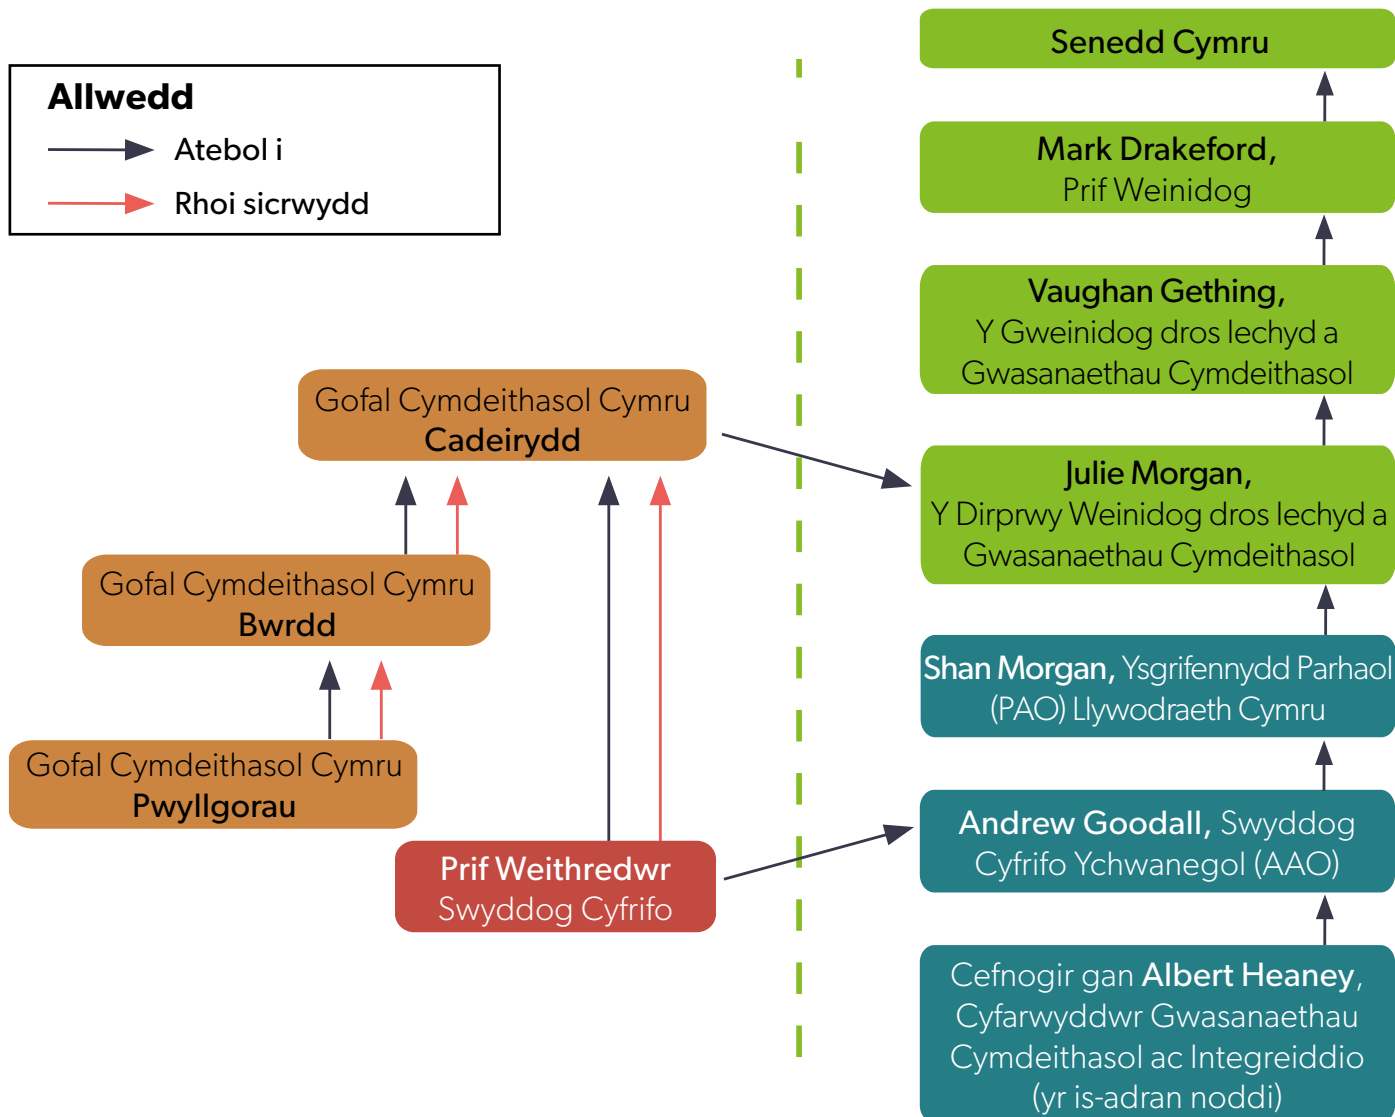 Allwedd
Atebol i
Rhoi sicrwydd
Gofal Cymdeithasol Cymru
Cadeirydd
Gofal Cymdeithasol Cymru
Bwrdd
Gofal Cymdeithasol Cymru
Pwyllgorau
Prif Weithredwr
Swyddog Cyfrifo
Senedd Cymru
Mark Drakeford,
Prif Weinidog
Vaughan Gething,
Y Gweinidog dros Iechyd a
Gwasanaethau Cymdeithasol
Julie Morgan,
Y Dirprwy Weinidog dros Iechyd a
Gwasanaethau Cymdeithasol
Shan Morgan, Ysgrifennydd Parhaol
(PAO) Llywodraeth Cymru
Andrew Goodall, Swyddog
Cyfrifo Ychwanegol (AAO)
Cefnogir gan Albert Heaney,
Cyfarwyddwr Gwasanaethau
Cymdeithasol ac Integreiddio
(yr is-adran noddi)